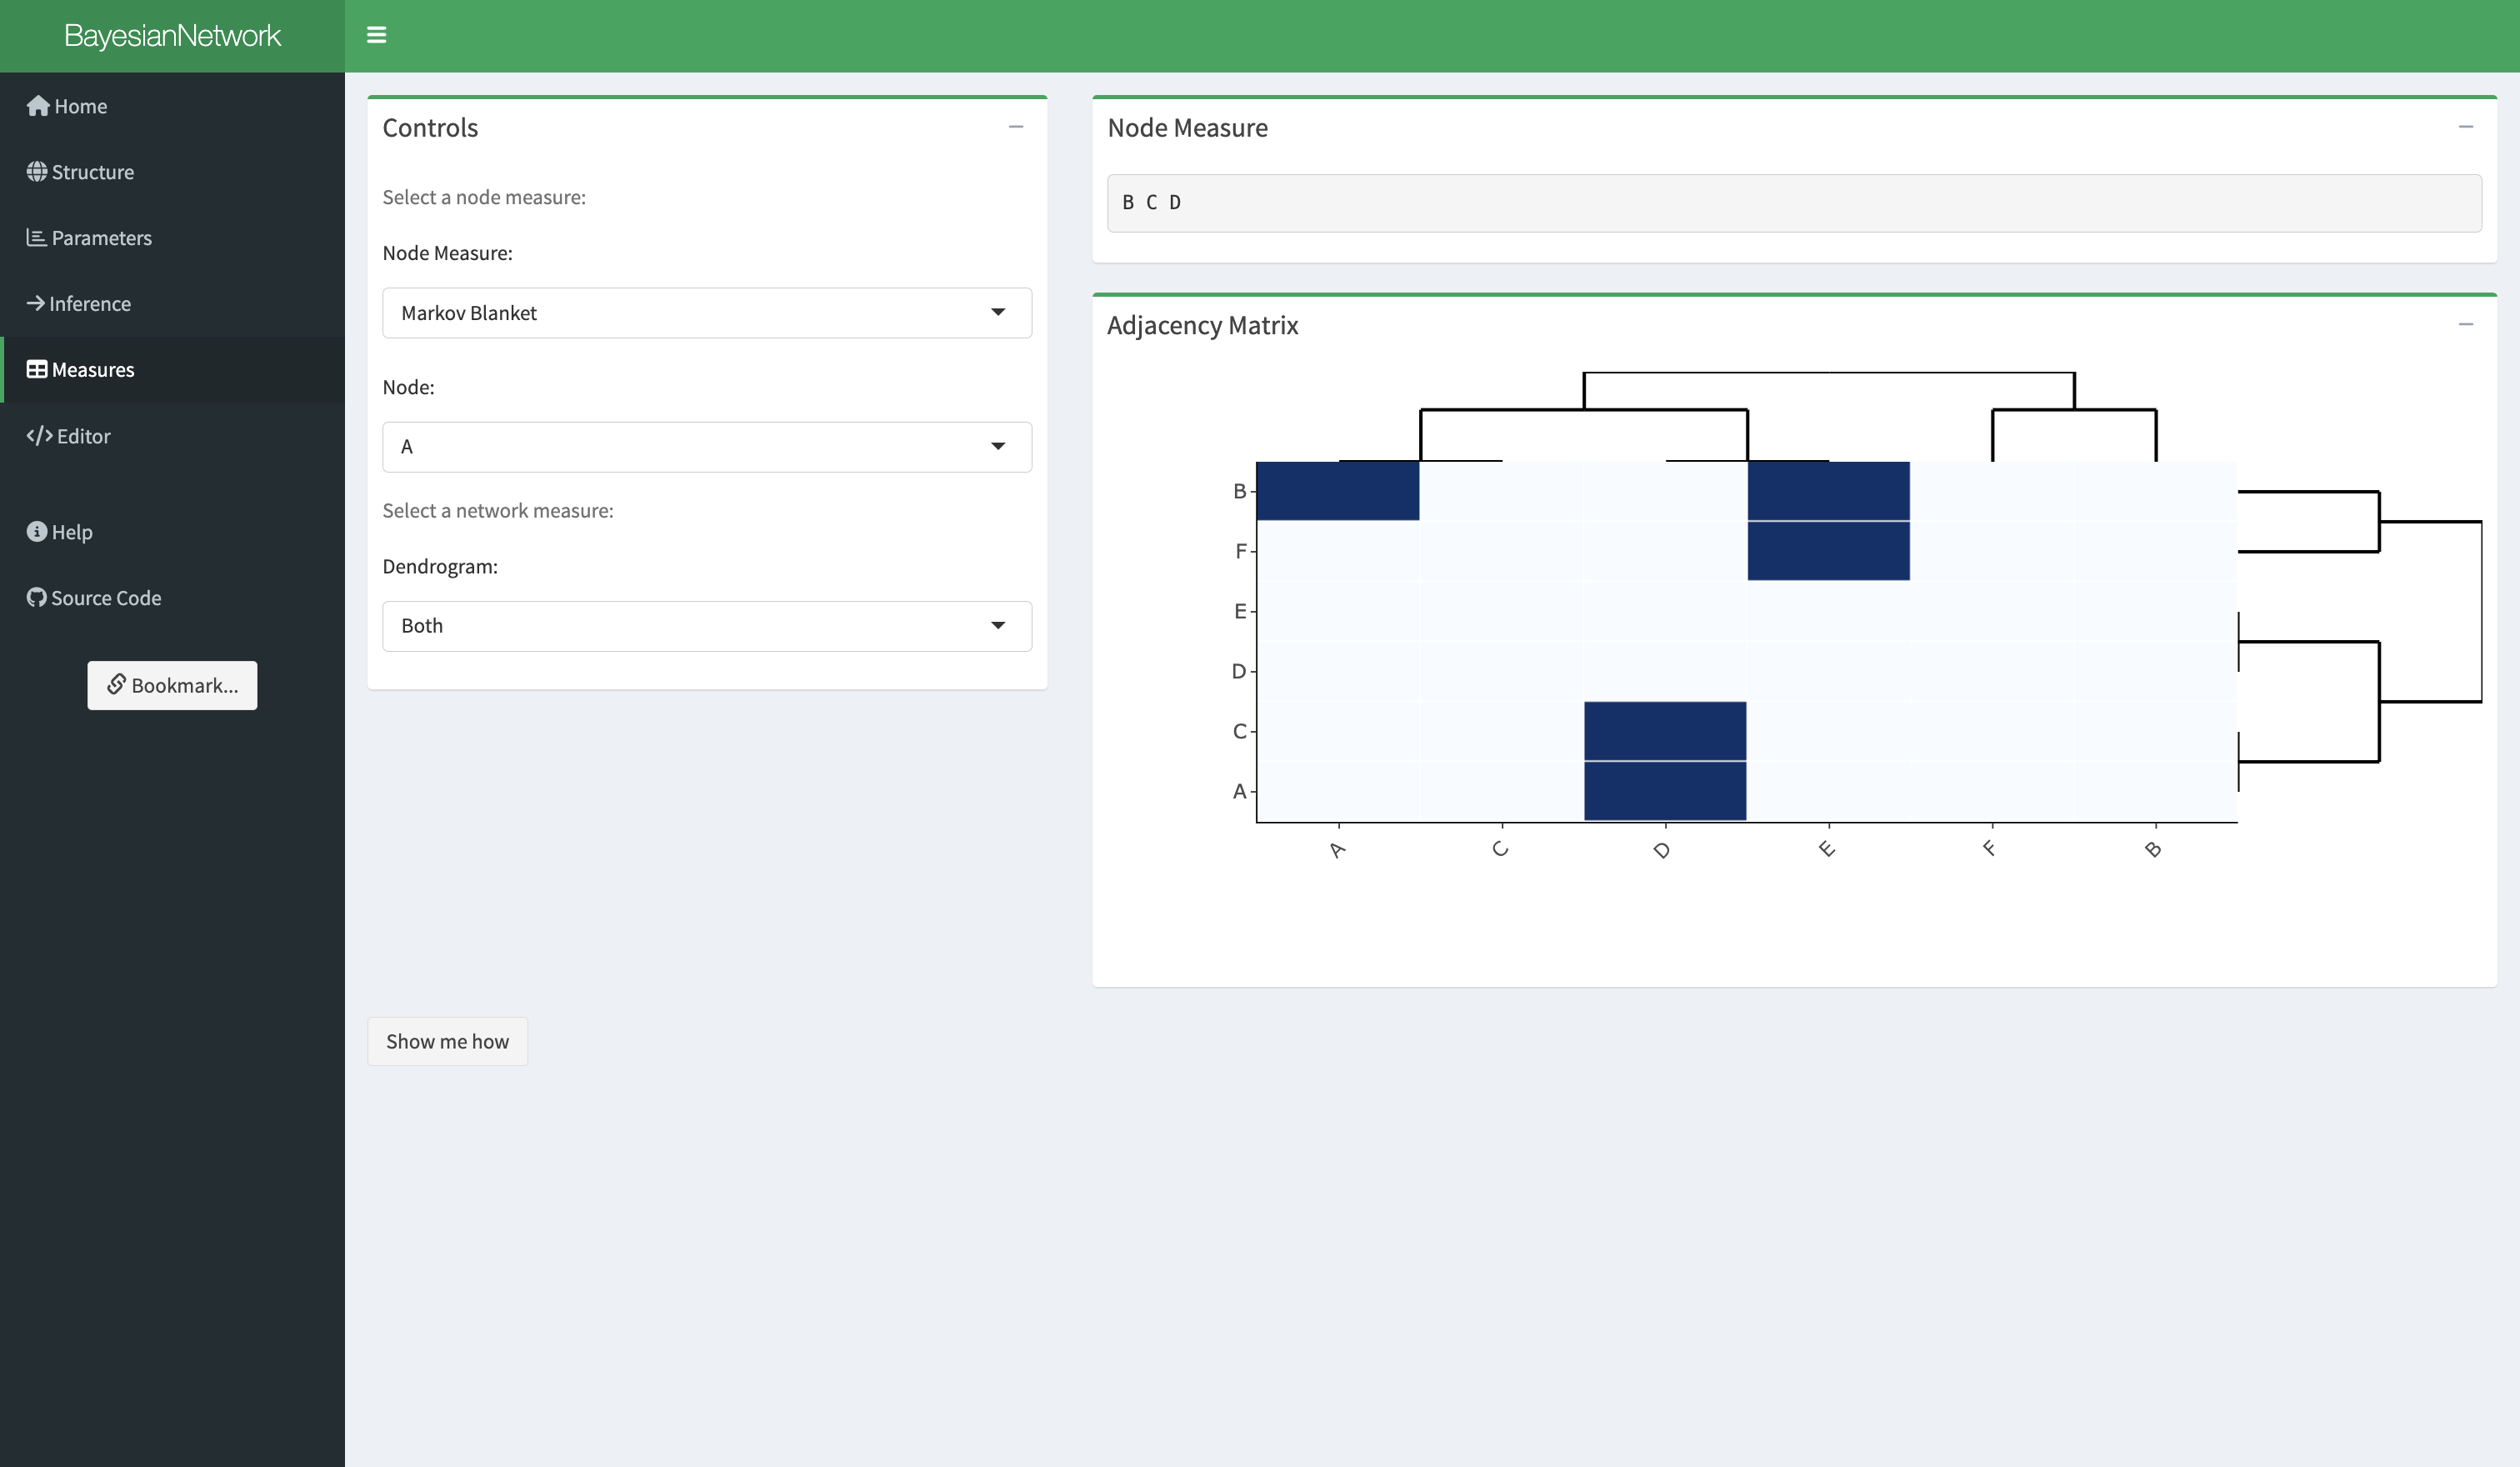 BayesianNetwork
Home
Structure
Parameters
Inference
Measures
Editor
Help
Source Code
Bookmark...
Controls
Select a node measure:
Node Measure:
Markov Blanket
Node:
A
Select a network measure:
Dendrogram:
Both
Show me how
Node Measure
B C D
Adjacency Matrix
B
F
E
D
C
A
A C D E F B